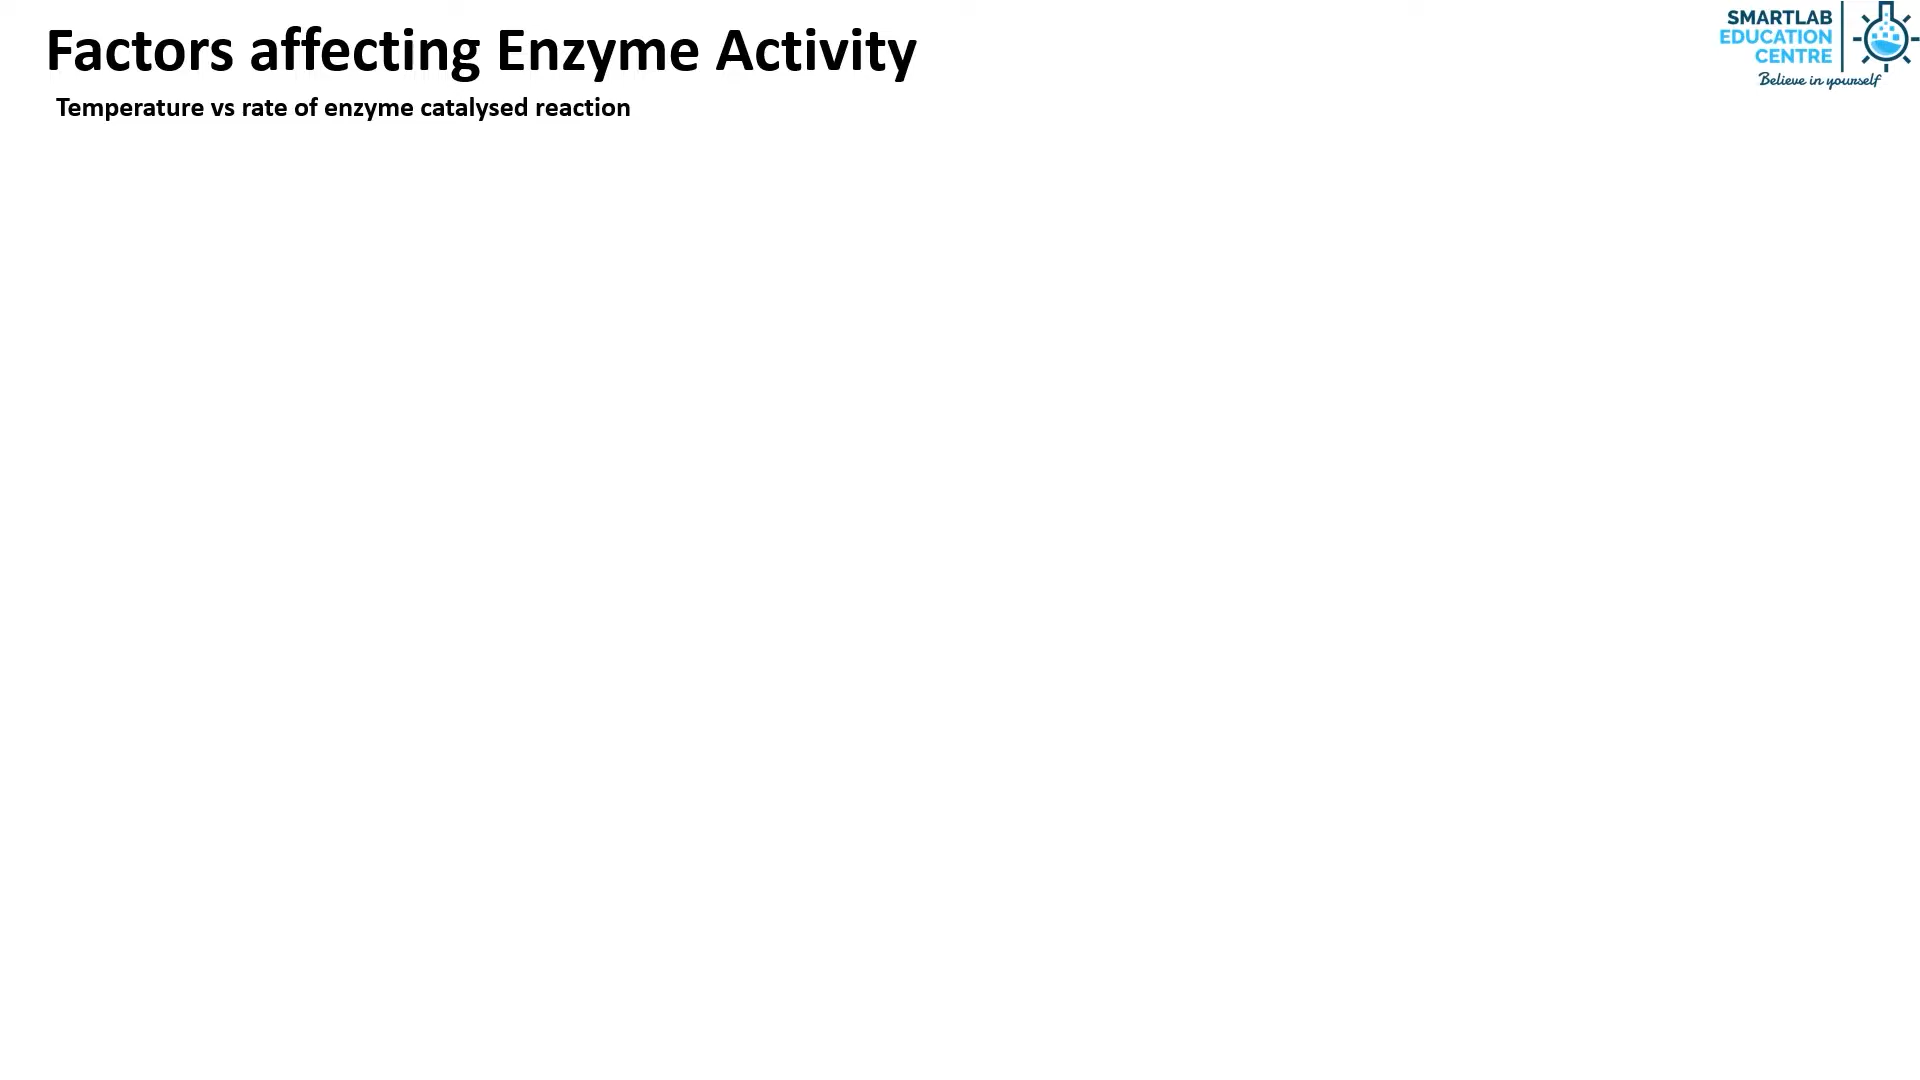 Factors affecting Enzyme Activity
Temperature vs rate of enzyme catalysed reaction
SMARTLAB
EDUCATION
CENTRE
Believe in yourself